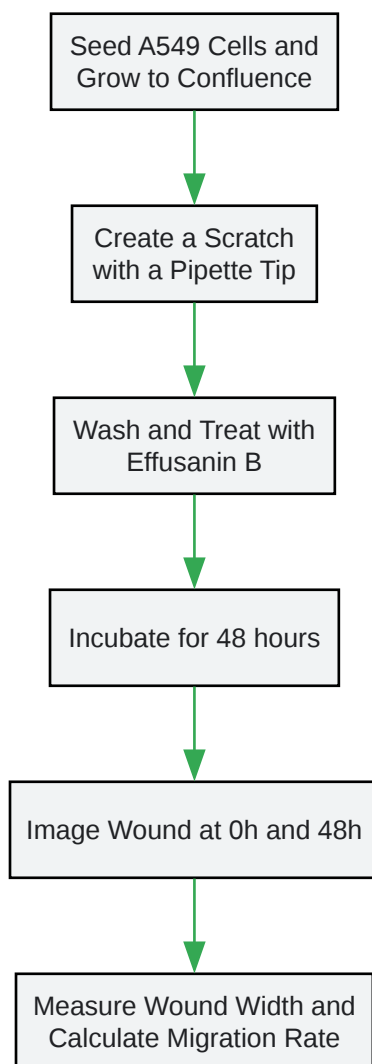 Seed A549 Cells and
Grow to Confluence
Create a Scratch
with a Pipette Tip
Wash and Treat with
Effusanin B
Incubate for 48 hours
Image Wound at 0h and 48h
Measure Wound Width and
Calculate Migration Rate